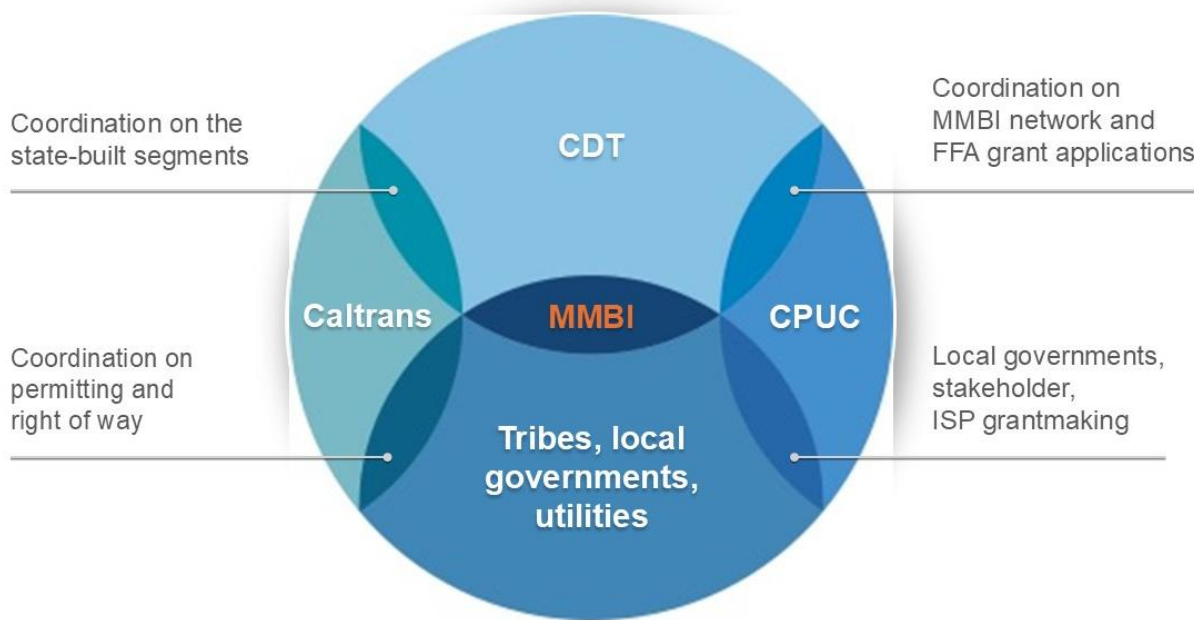 Coordination on the
state-built segments
CDT
Coordination on
MMBI network and
FFA grant applications
Caltrans
MMBI
CPUC
Coordination on
permitting and
right of way
Tribes, local
governments,
utilities
Local governments,
stakeholder,
ISP grantmaking